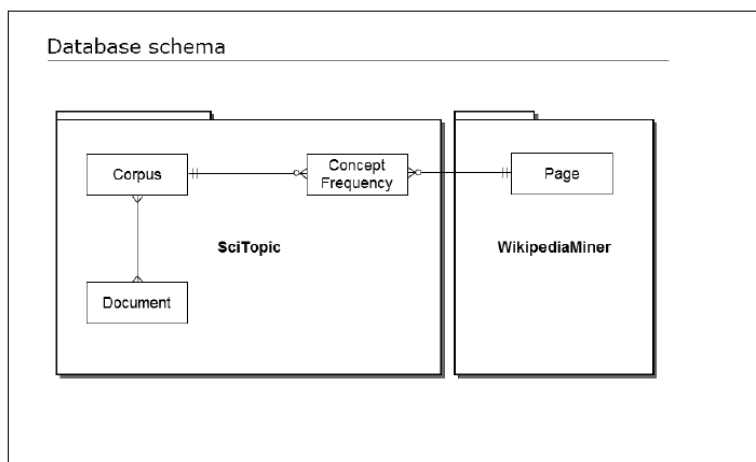 Database schema
Corpus
Concept
Frequency
Page
SciTopic
WikipediaMiner
Document